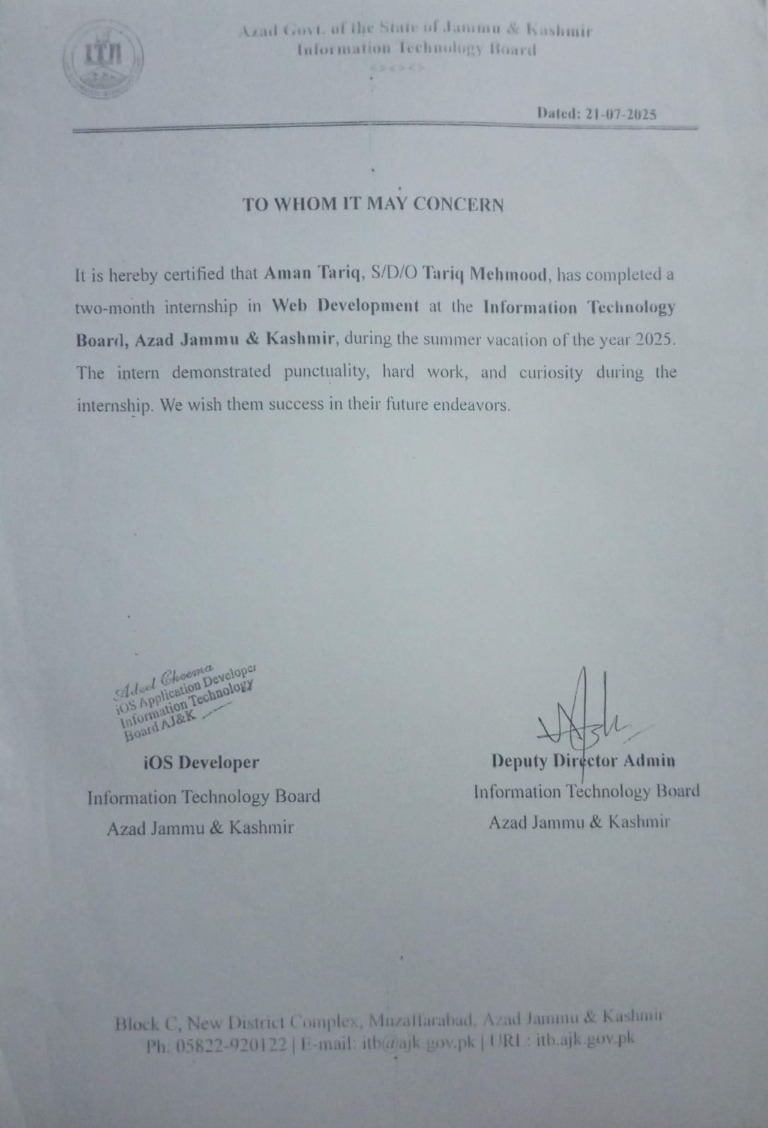 ITB
Azad Govt. of the State of Jammu & Kashmir
Information Technology Board
<><><>
Dated: 21-07-2025
TO WHOM IT MAY CONCERN
It is hereby certified that Aman Tariq, S/D/O Tariq Mehmood, has completed a
two-month internship in Web Development at the Information Technology
Board, Azad Jammu & Kashmir, during the summer vacation of the year 2025.
The intern demonstrated punctuality, hard work, and curiosity during the
internship. We wish them success in their future endeavors.
Adeel Cheema
iOS Application Developer
Information Technology
Board AJ&K
iOS Developer
Information Technology Board
Azad Jammu & Kashmir
Deputy Director Admin
Information Technology Board
Azad Jammu & Kashmir
Block C, New District Complex, Muzaffarabad, Azad Jammu & Kashmir
Ph: 05822-920122 | E-mail: itb@ajk.gov.pk | URL: itb.ajk.gov.pk